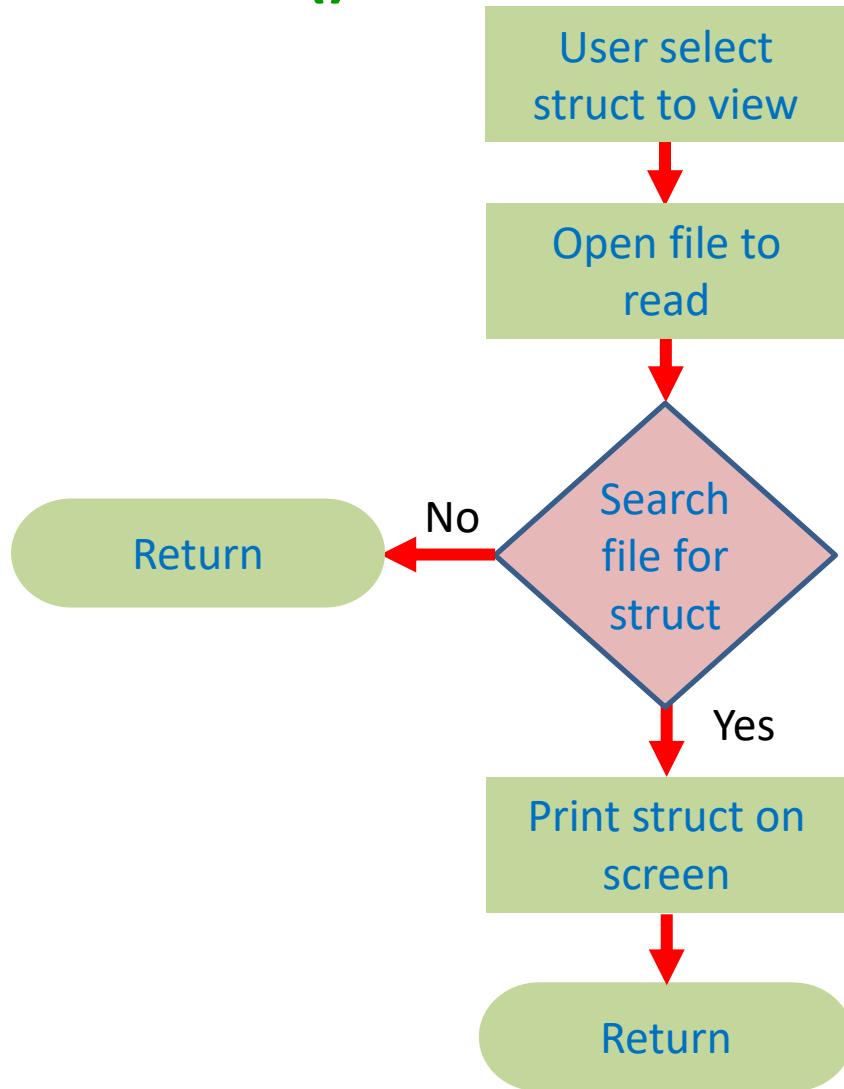 User select
struct to view
Open file to
read
Search
file for
struct
No
Return
Yes
Print struct on
screen
Return